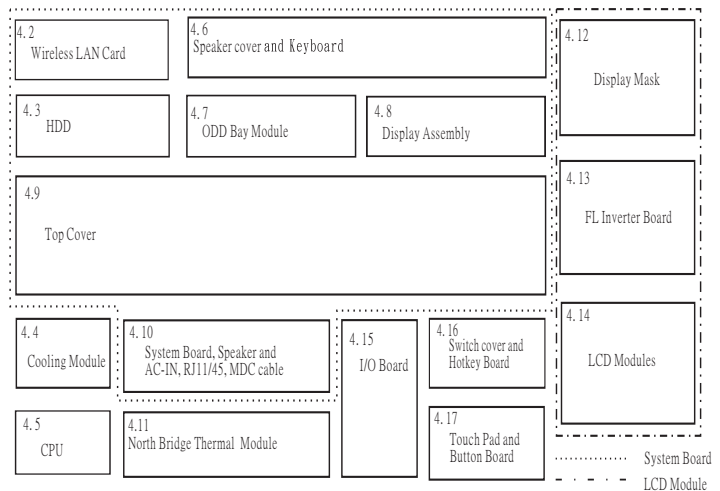 4.2
Wireless LAN Card
4.6
Speaker cover and Keyboard
4.12
Display Mask
4.3
HDD
4.7
ODD Bay Module
4.8
Display Assembly
4.9
Top Cover
4.13
FL Inverter Board
4.4
Cooling Module
4.10
System Board, Speaker and
AC-IN, RJ11/45, MDC cable
4.15
I/O Board
4.16
Switch cover and
Hotkey Board
4.14
LCD Modules
4.5
CPU
4.11
North Bridge Thermal Module
4.17
Touch Pad and
Button Board
System Board
LCD Module